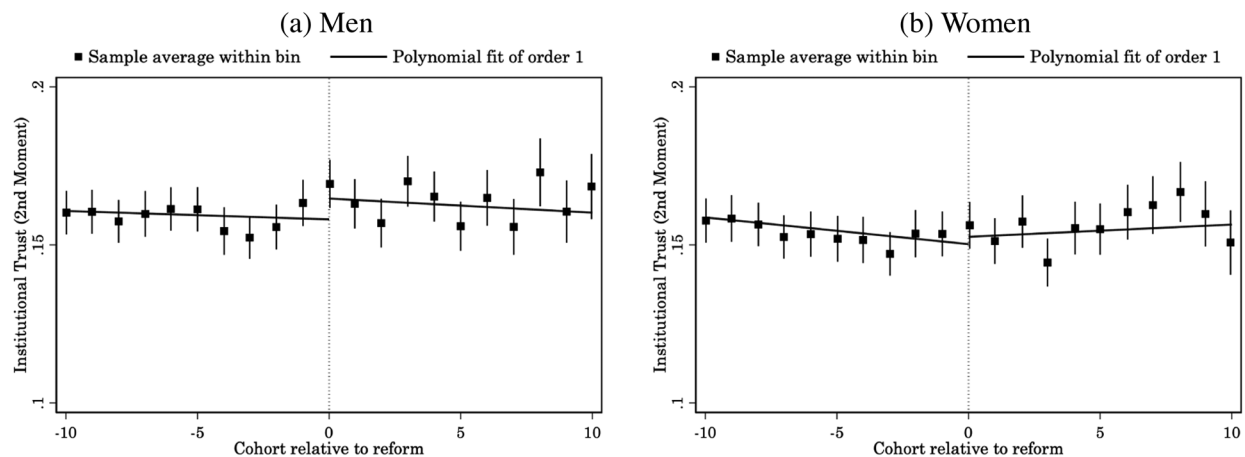 (a) Men
Sample average within bin
Polynomial fit of order 1
Institutional Trust (2nd Moment)
.2
.15
.1
-10
-5
0
5
10
Cohort relative to reform
(b) Women
Sample average within bin
Polynomial fit of order 1
Institutional Trust (2nd Moment)
.2
.15
.1
-10
-5
0
5
10
Cohort relative to reform